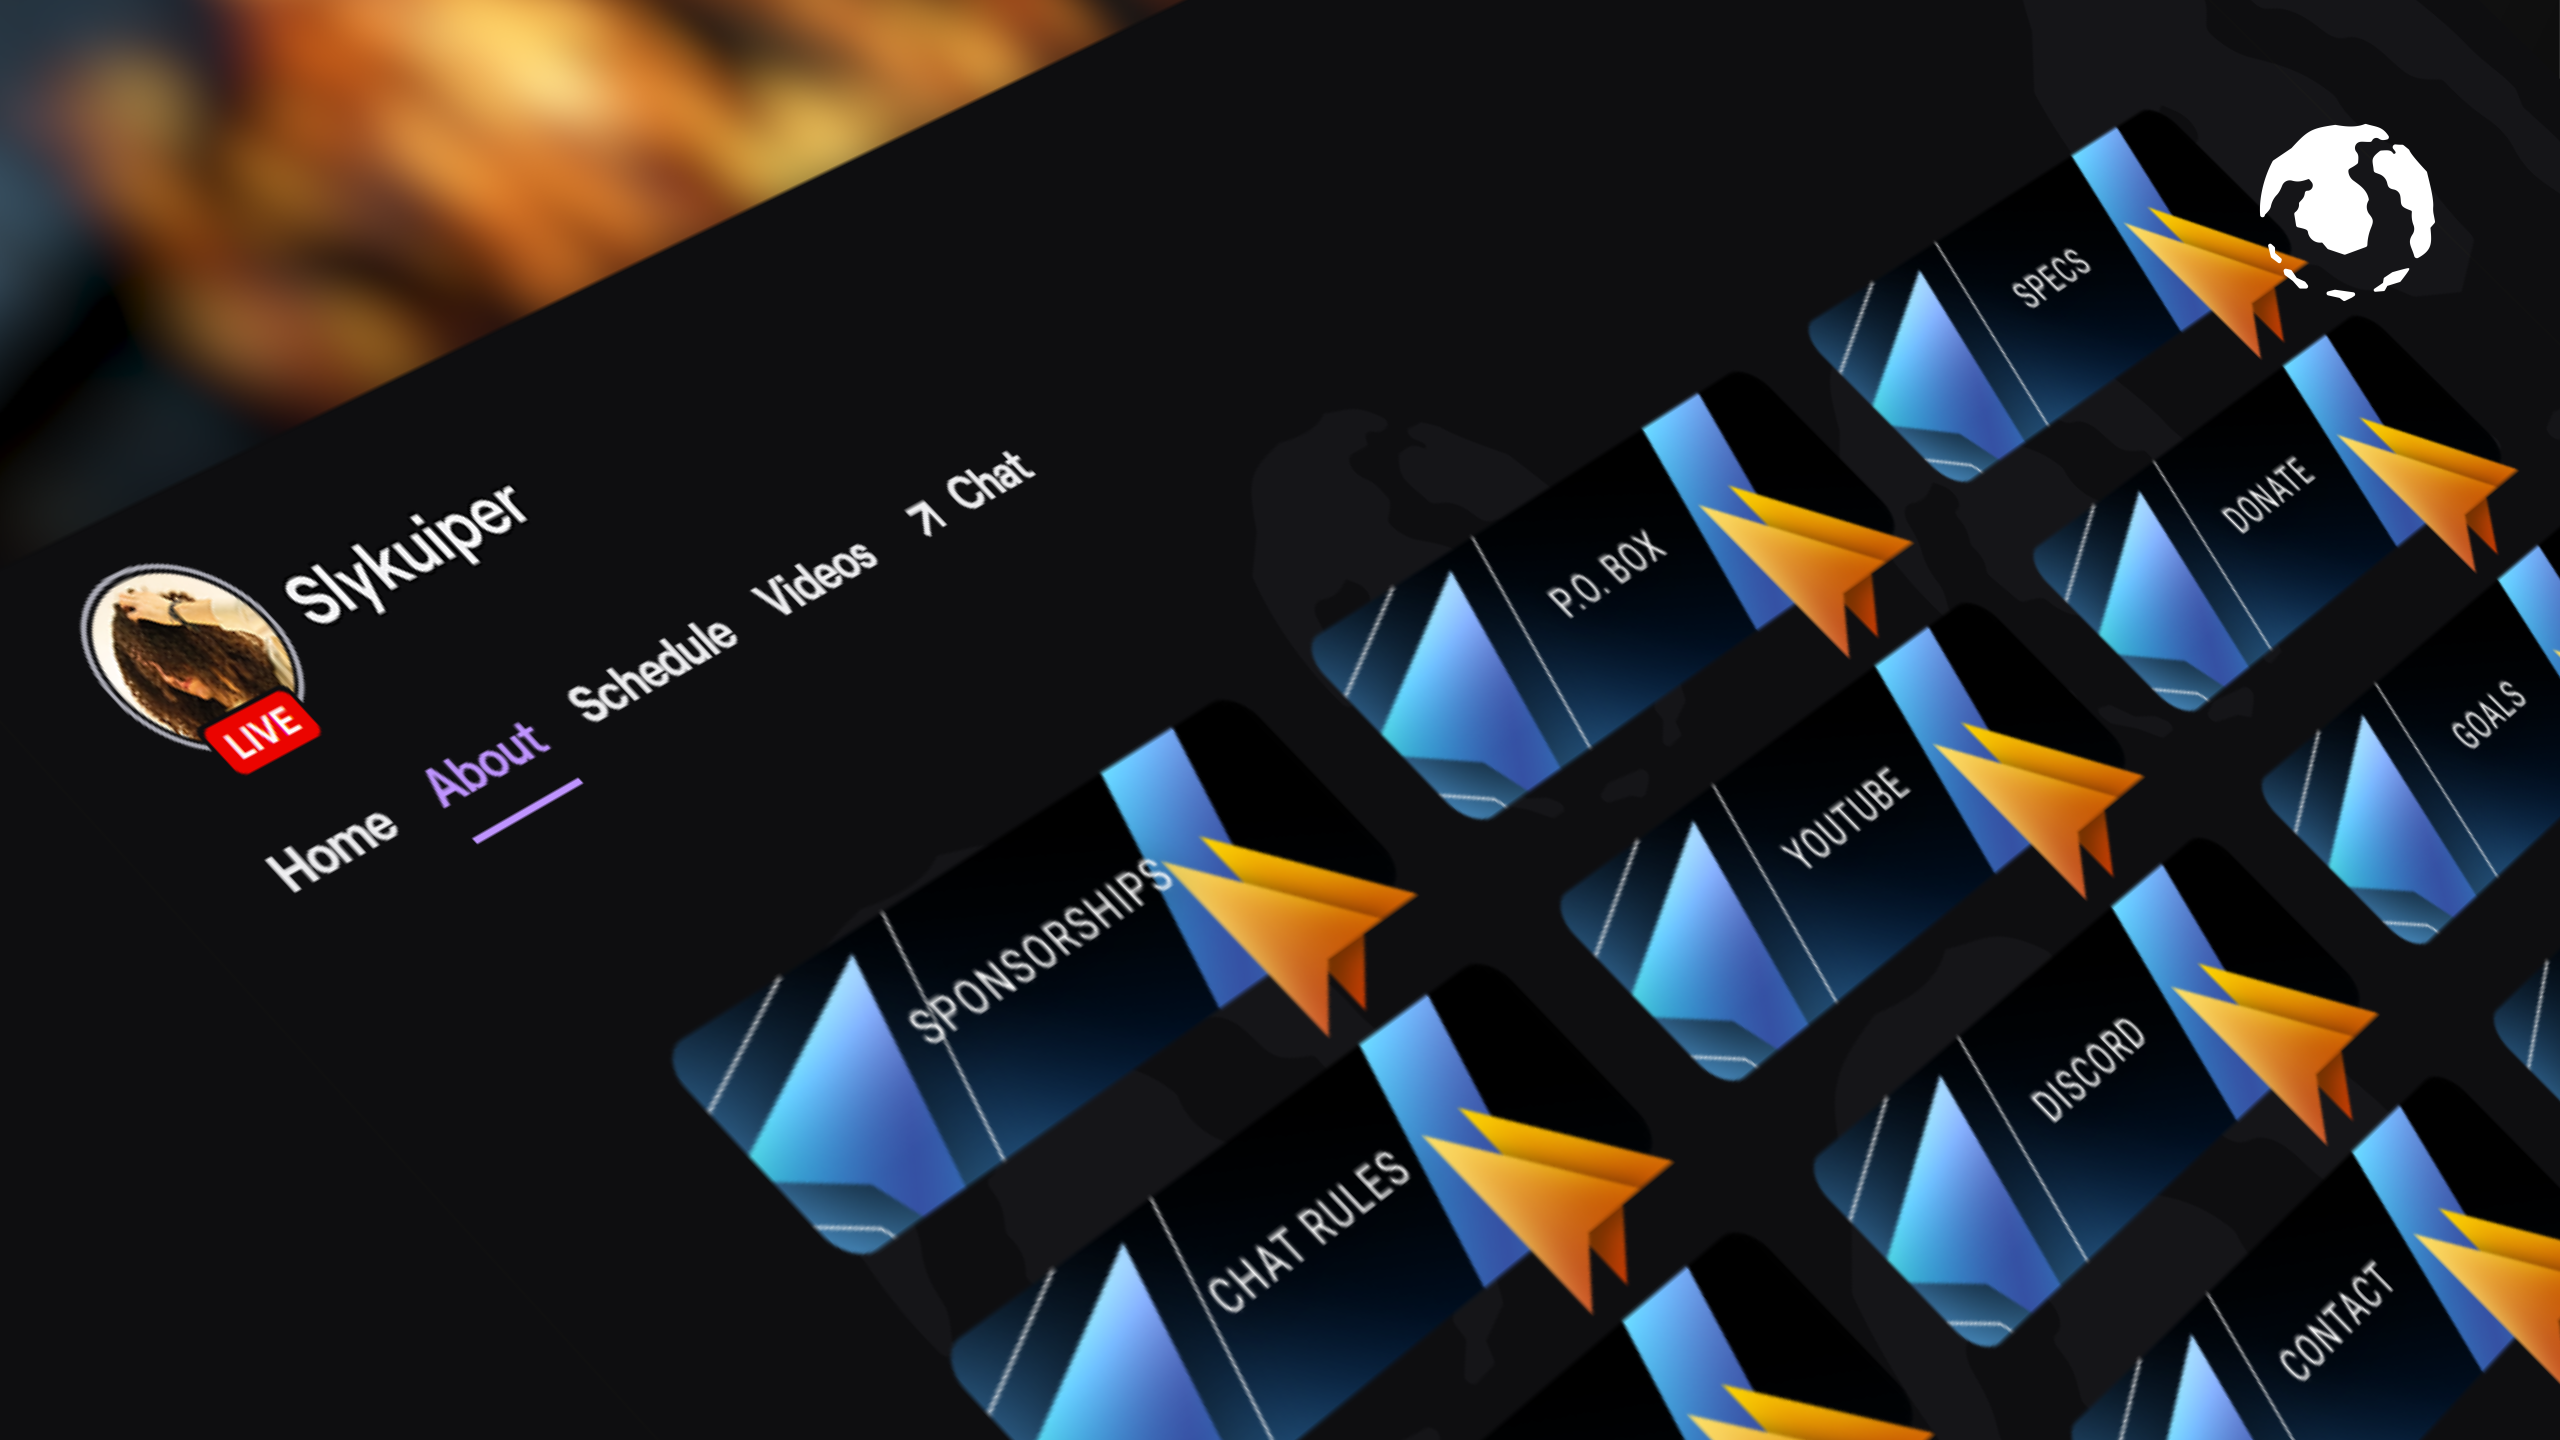 Slykuiper
LIVE
Home About Schedule Videos Chat
SPONSORSHIPS
P.O. BOX
SPECS
CHAT RULES
YOUTUBE
DONATE
DISCORD
GOALS
CONTACT